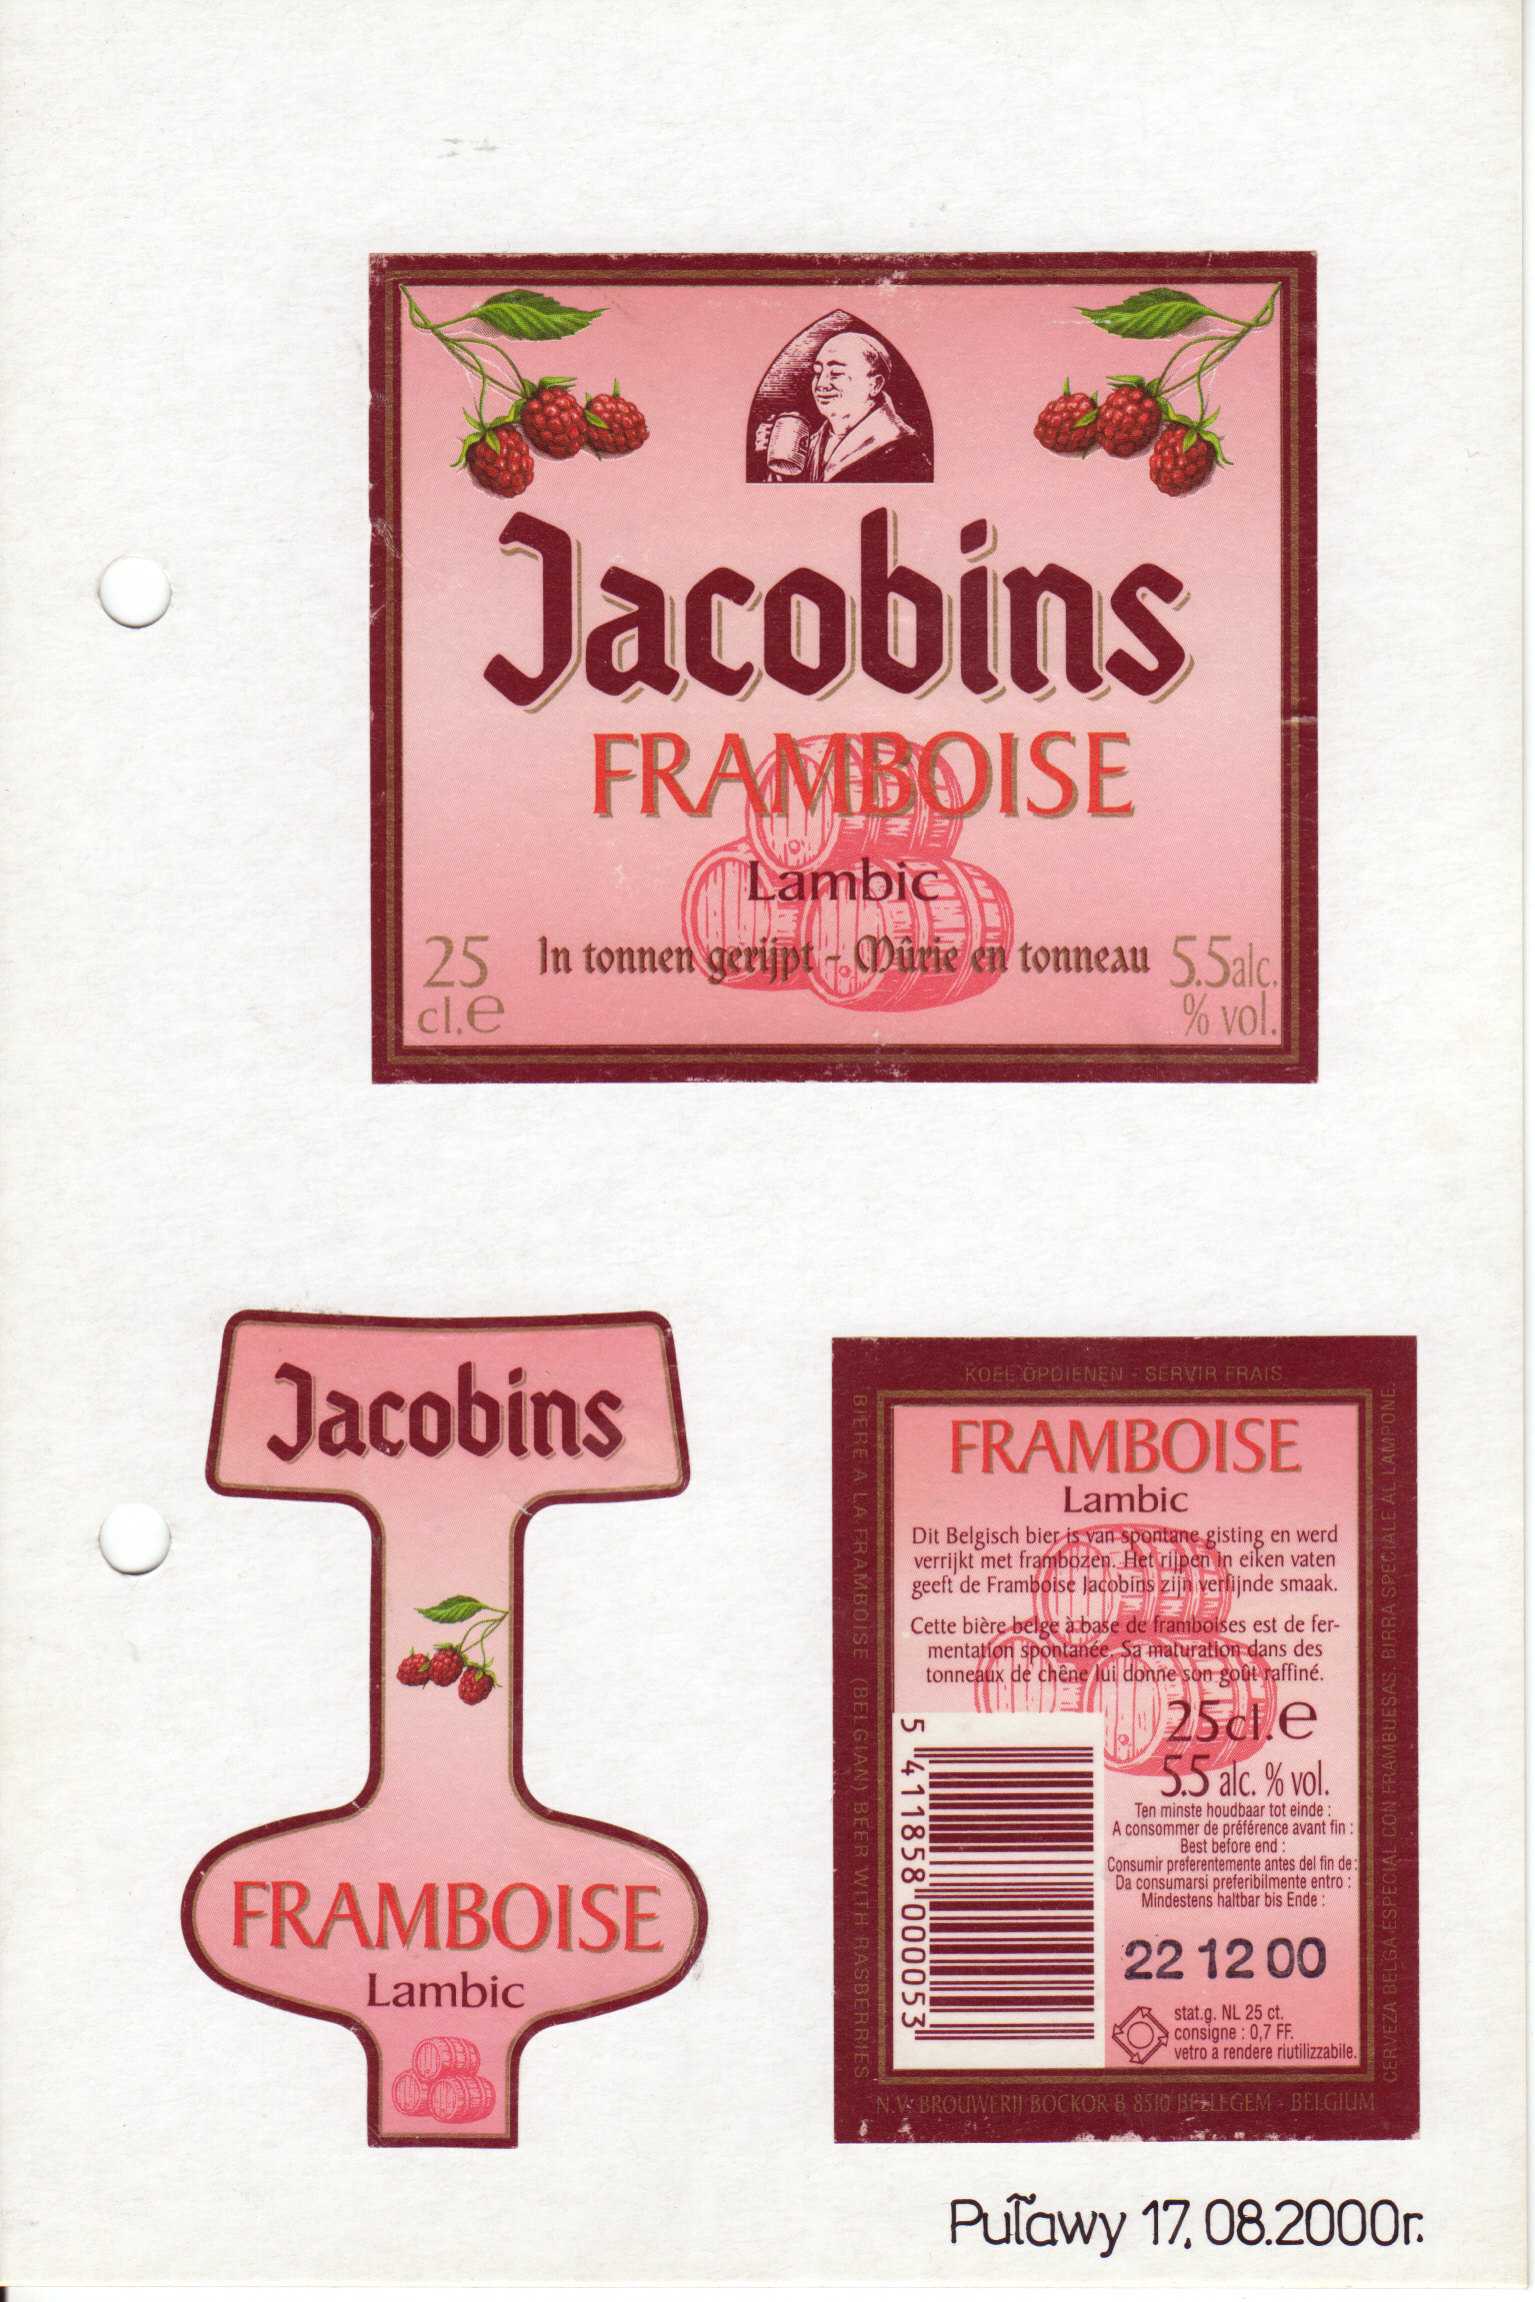 Jacobins
FRAMBOISE
Lambic
In tonnen gerijpt - Mûrie en tonneau
25
cl.e
5.5 alc.
% vol.
Jacobins
FRAMBOISE
Lambic
KOEL OPDIENEN - SERVIR FRAIS
BIERE A LA FRAMBOISE (BELGIAN) BEER WITH RASBERRIES
FRAMBOISE
Lambic
Dit Belgisch bier is van spontane gisting en werd
verrijkt met frambozen. Het rijpen in eiken vaten
geeft de Framboise Jacobins zijn verfijnde smaak.
Cette bière belge à base de framboises est de fer-
mentation spontanée. Sa maturation dans des
tonneaux de chêne lui donne son goût raffiné.
25cl.e
5.5 alc. % vol.
Ten minste houdbaar tot einde :
A consommer de préférence avant fin :
Best before end :
Consumir preferentemente antes del fin de :
Da consumarsi preferibilmente entro :
Mindestens haltbar bis Ende :
22 12 00
stat.g. NL 25 ct.
consigne : 0,7 FF.
vetro a rendere riutilizzabile.
5 411858 000053
CERVEZA BELGA ESPECIAL CON FRAMBUESAS. BIRRA SPECIALE AL LAMPONE.
N.V. BROUWERIJ BOCKOR B 8510 BELLEGEM - BELGIUM
Puławy 17.08.2000r.